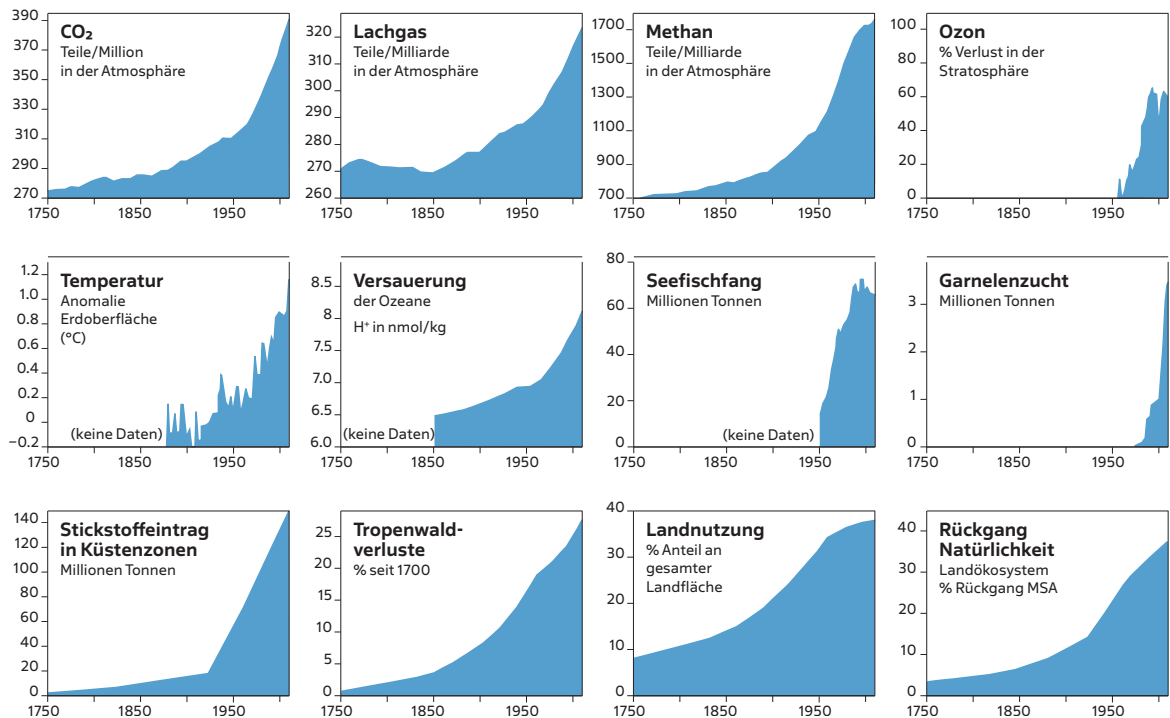 CO₂
Teile/Million
in der Atmosphäre
390
370
350
330
310
290
270
1750
1850
1950
Lachgas
Teile/Milliarde
in der Atmosphäre
320
310
300
290
280
270
260
1750
1850
1950
Methan
Teile/Milliarde
in der Atmosphäre
1700
1500
1300
1100
900
700
1750
1850
1950
Ozon
% Verlust in der
Stratosphäre
100
80
60
40
20
0
1750
1850
1950
Temperatur
Anomalie
Erdoberfläche
(°C)
(keine Daten)
1.2
1.0
0.8
0.6
0.4
0.2
0
−0.2
1750
1850
1950
Versauerung
der Ozeane
H⁺ in nmol/kg
(keine Daten)
8.5
8.
7.5
7.0
6.5
6.0
1750
1850
1950
Seefischfang
Millionen Tonnen
(keine Daten)
80
60
40
20
0
1750
1850
1950
Garnelenzucht
Millionen Tonnen
3
2
1
0
1750
1850
1950
Stickstoffeintrag
in Küstenzonen
Millionen Tonnen
140
120
100
80
60
40
20
0
1750
1850
1950
Tropenwald-
verluste
% seit 1700
25
20
15
10
5
0
1750
1850
1950
Landnutzung
% Anteil an
gesamter
Landfläche
40
30
20
10
0
1750
1850
1950
Rückgang
Natürlichkeit
Landökosystem
% Rückgang MSA
40
30
20
10
0
1750
1850
1950